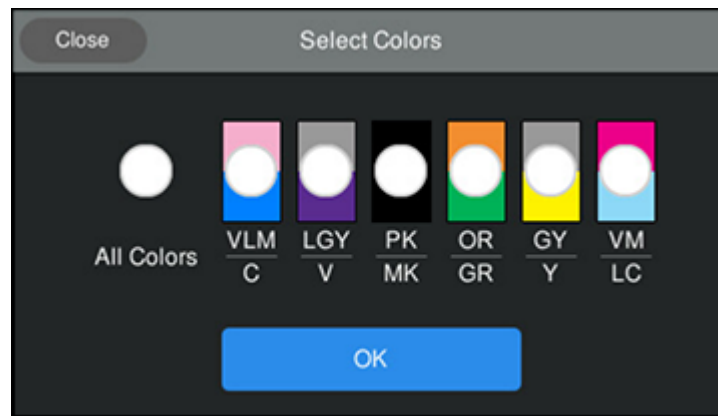 Close
Select Colors
All Colors
VLM
C
LGY
V
PK
MK
OR
GR
GY
Y
VM
LC
OK